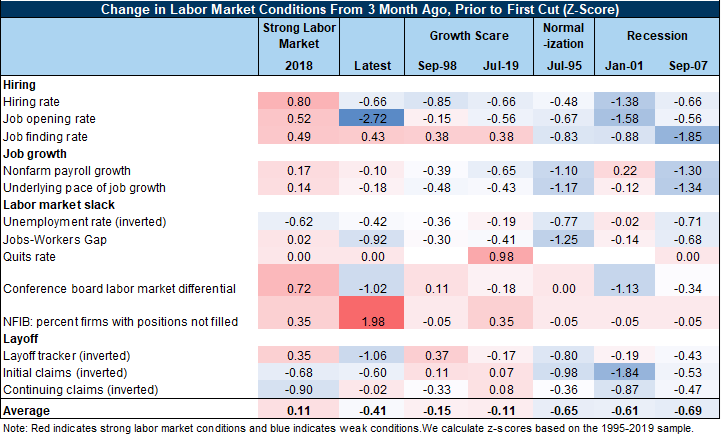 Change in Labor Market Conditions From 3 Month Ago, Prior to First Cut (Z-Score)
Strong Labor Market Growth Scare Normal -ization Recession
2018 Latest Sep-98 Jul-19 Jul-95 Jan-01 Sep-07
Hiring
Hiring rate 0.80 -0.66 -0.85 -0.66 -0.48 -1.38 -0.66
Job opening rate 0.52 -2.72 -0.15 -0.56 -0.67 -1.58 -0.56
Job finding rate 0.49 0.43 0.38 0.38 -0.83 -0.88 -1.85
Job growth
Nonfarm payroll growth 0.17 -0.10 -0.39 -0.65 -1.10 0.22 -1.30
Underlying pace of job growth 0.14 -0.18 -0.48 -0.43 -1.17 -0.12 -1.34
Labor market slack
Unemployment rate (inverted) -0.62 -0.42 -0.36 -0.19 -0.77 -0.02 -0.71
Jobs-Workers Gap 0.02 -0.92 -0.30 -0.41 -1.25 -0.14 -0.68
Quits rate 0.00 0.00 0.98 0.00
Conference board labor market differential 0.72 -1.02 0.11 -0.18 0.00 -1.13 -0.34
NFIB: percent firms with positions not filled 0.35 1.98 -0.05 0.35 -0.05 -0.05 -0.05
Layoff
Layoff tracker (inverted) 0.35 -1.06 0.37 -0.17 -0.80 -0.19 -0.43
Initial claims (inverted) -0.68 -0.60 0.11 0.07 -0.98 -1.84 -0.53
Continuing claims (inverted) -0.90 -0.02 -0.33 0.08 -0.36 -0.87 -0.47
Average 0.11 -0.41 -0.15 -0.11 -0.65 -0.61 -0.69
Note: Red indicates strong labor market conditions and blue indicates weak conditions.We calculate z-scores based on the 1995-2019 sample.